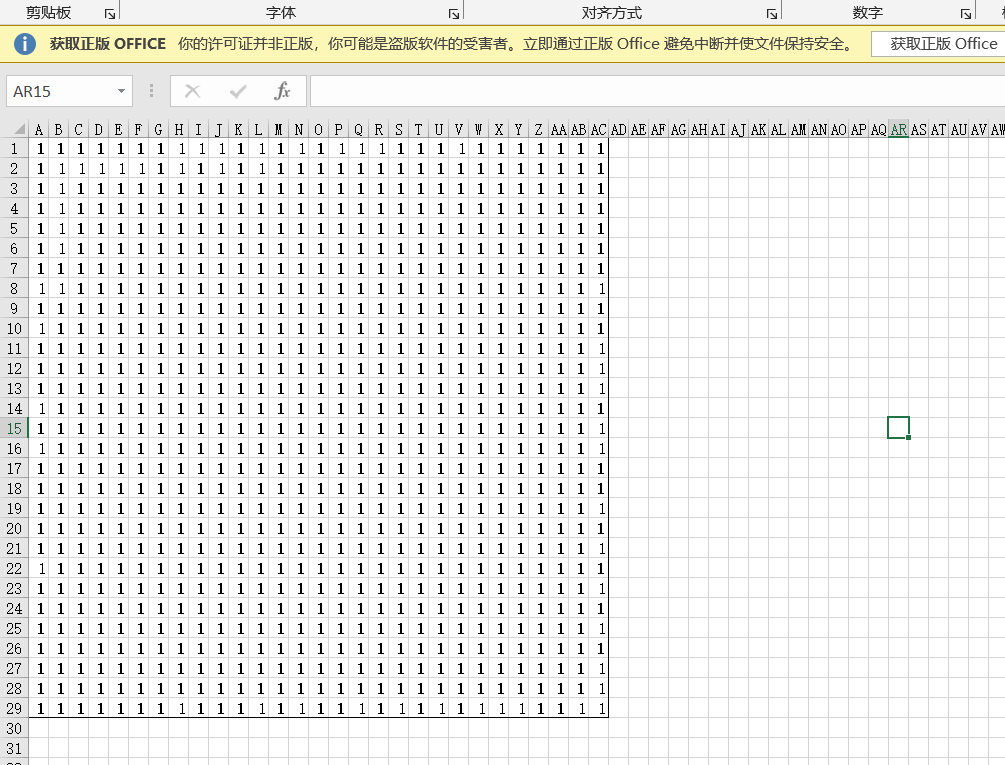 剪贴板 字体 对齐方式 数字
获取正版 OFFICE 你的许可证并非正版，你可能是盗版软件的受害者。立即通过正版 Office 避免中断并使文件保持安全。 获取正版 Office
AR15 fx
A B C D E F G H I J K L M N O P Q R S T U V W X Y Z AA AB AC AD AE AF AG AH AI AJ AK AL AM AN AO AP AQ AR AS AT AU AV AW
1 1 1 1 1 1 1 1 1 1 1 1 1 1 1 1 1 1 1 1 1 1 1 1 1 1 1 1 1 1
2 1 1 1 1 1 1 1 1 1 1 1 1 1 1 1 1 1 1 1 1 1 1 1 1 1 1 1 1 1
3 1 1 1 1 1 1 1 1 1 1 1 1 1 1 1 1 1 1 1 1 1 1 1 1 1 1 1 1 1
4 1 1 1 1 1 1 1 1 1 1 1 1 1 1 1 1 1 1 1 1 1 1 1 1 1 1 1 1 1
5 1 1 1 1 1 1 1 1 1 1 1 1 1 1 1 1 1 1 1 1 1 1 1 1 1 1 1 1 1
6 1 1 1 1 1 1 1 1 1 1 1 1 1 1 1 1 1 1 1 1 1 1 1 1 1 1 1 1 1
7 1 1 1 1 1 1 1 1 1 1 1 1 1 1 1 1 1 1 1 1 1 1 1 1 1 1 1 1 1
8 1 1 1 1 1 1 1 1 1 1 1 1 1 1 1 1 1 1 1 1 1 1 1 1 1 1 1 1 1
9 1 1 1 1 1 1 1 1 1 1 1 1 1 1 1 1 1 1 1 1 1 1 1 1 1 1 1 1 1
10 1 1 1 1 1 1 1 1 1 1 1 1 1 1 1 1 1 1 1 1 1 1 1 1 1 1 1 1 1
11 1 1 1 1 1 1 1 1 1 1 1 1 1 1 1 1 1 1 1 1 1 1 1 1 1 1 1 1 1
12 1 1 1 1 1 1 1 1 1 1 1 1 1 1 1 1 1 1 1 1 1 1 1 1 1 1 1 1 1
13 1 1 1 1 1 1 1 1 1 1 1 1 1 1 1 1 1 1 1 1 1 1 1 1 1 1 1 1 1
14 1 1 1 1 1 1 1 1 1 1 1 1 1 1 1 1 1 1 1 1 1 1 1 1 1 1 1 1 1
15 1 1 1 1 1 1 1 1 1 1 1 1 1 1 1 1 1 1 1 1 1 1 1 1 1 1 1 1 1
16 1 1 1 1 1 1 1 1 1 1 1 1 1 1 1 1 1 1 1 1 1 1 1 1 1 1 1 1 1
17 1 1 1 1 1 1 1 1 1 1 1 1 1 1 1 1 1 1 1 1 1 1 1 1 1 1 1 1 1
18 1 1 1 1 1 1 1 1 1 1 1 1 1 1 1 1 1 1 1 1 1 1 1 1 1 1 1 1 1
19 1 1 1 1 1 1 1 1 1 1 1 1 1 1 1 1 1 1 1 1 1 1 1 1 1 1 1 1 1
20 1 1 1 1 1 1 1 1 1 1 1 1 1 1 1 1 1 1 1 1 1 1 1 1 1 1 1 1 1
21 1 1 1 1 1 1 1 1 1 1 1 1 1 1 1 1 1 1 1 1 1 1 1 1 1 1 1 1 1
22 1 1 1 1 1 1 1 1 1 1 1 1 1 1 1 1 1 1 1 1 1 1 1 1 1 1 1 1 1
23 1 1 1 1 1 1 1 1 1 1 1 1 1 1 1 1 1 1 1 1 1 1 1 1 1 1 1 1 1
24 1 1 1 1 1 1 1 1 1 1 1 1 1 1 1 1 1 1 1 1 1 1 1 1 1 1 1 1 1
25 1 1 1 1 1 1 1 1 1 1 1 1 1 1 1 1 1 1 1 1 1 1 1 1 1 1 1 1 1
26 1 1 1 1 1 1 1 1 1 1 1 1 1 1 1 1 1 1 1 1 1 1 1 1 1 1 1 1 1
27 1 1 1 1 1 1 1 1 1 1 1 1 1 1 1 1 1 1 1 1 1 1 1 1 1 1 1 1 1
28 1 1 1 1 1 1 1 1 1 1 1 1 1 1 1 1 1 1 1 1 1 1 1 1 1 1 1 1 1
29 1 1 1 1 1 1 1 1 1 1 1 1 1 1 1 1 1 1 1 1 1 1 1 1 1 1 1 1 1
30
31